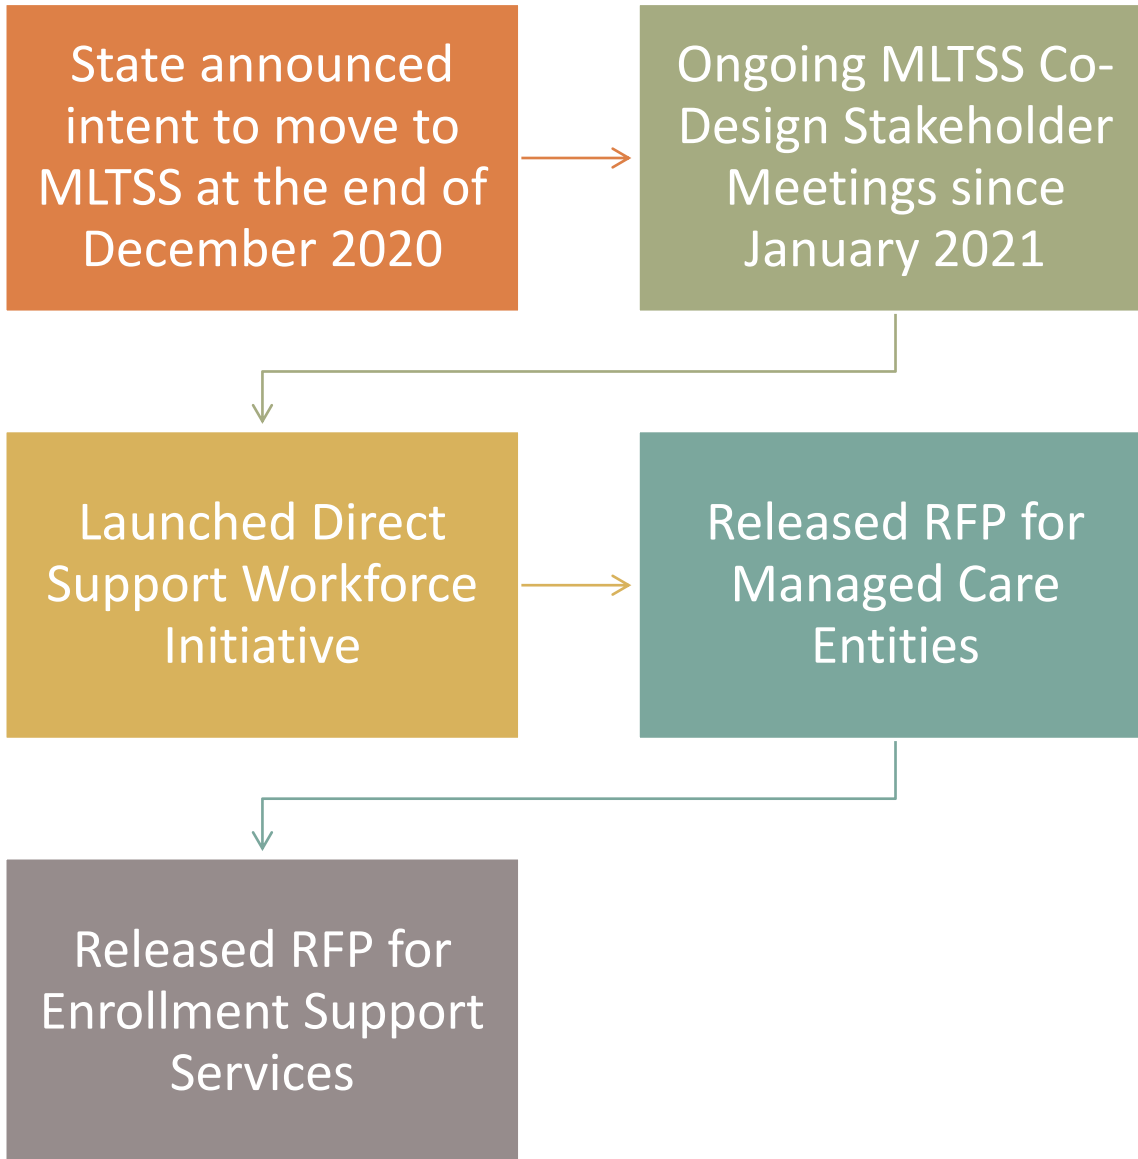 State announced
intent to move to
MLTSS at the end of
December 2020
Ongoing MLTSS Co-
Design Stakeholder
Meetings since
January 2021
Launched Direct
Support Workforce
Initiative
Released RFP for
Managed Care
Entities
Released RFP for
Enrollment Support
Services